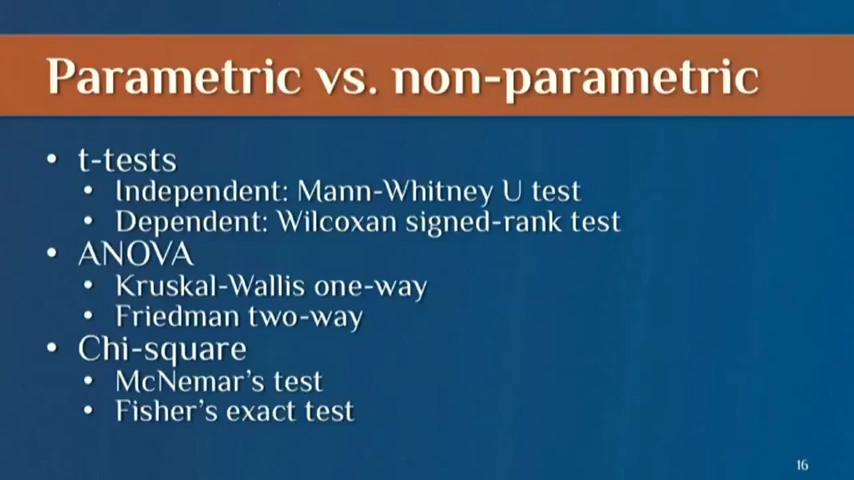 Parametric vs. non-parametric
• t-tests
• Independent: Mann-Whitney U test
• Dependent: Wilcoxan signed-rank test
• ANOVA
• Kruskal-Wallis one-way
• Friedman two-way
• Chi-square
• McNemar's test
• Fisher's exact test
16